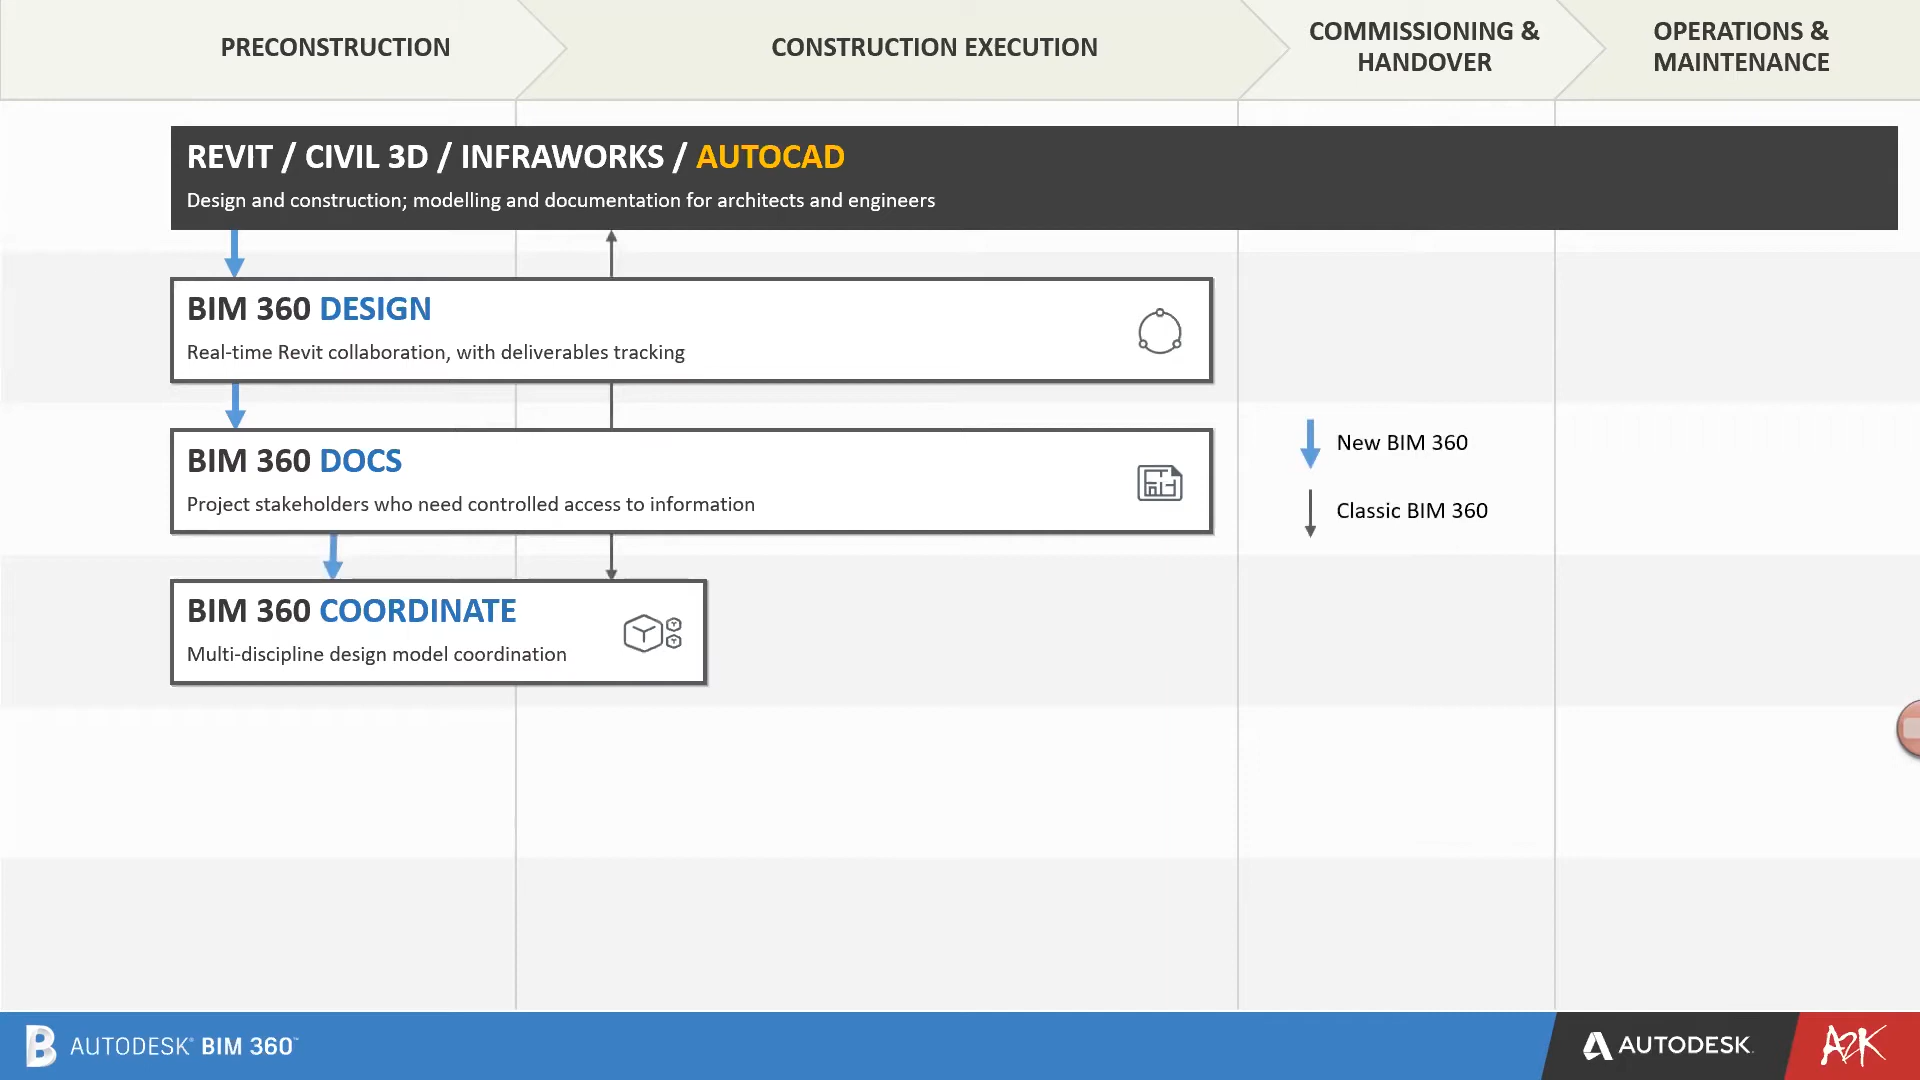 PRECONSTRUCTION
CONSTRUCTION EXECUTION
COMMISSIONING &
HANDOVER
OPERATIONS &
MAINTENANCE
REVIT / CIVIL 3D / INFRAWORKS / AUTOCAD
Design and construction; modelling and documentation for architects and engineers
BIM 360 DESIGN
Real-time Revit collaboration, with deliverables tracking
BIM 360 DOCS
Project stakeholders who need controlled access to information
New BIM 360
Classic BIM 360
BIM 360 COORDINATE
Multi-discipline design model coordination
B AUTODESK® BIM 360™
AUTODESK.
A2K